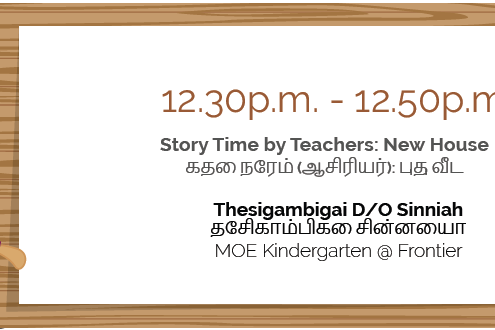 12.30p.m. - 12.50p.m
Story Time by Teachers: New House
கதை நேரம் (ஆசிரியர்): புத வீட
Thesigambigai D/O Sinniah
தேசிகாம்பிகை சின்னையா
MOE Kindergarten @ Frontier